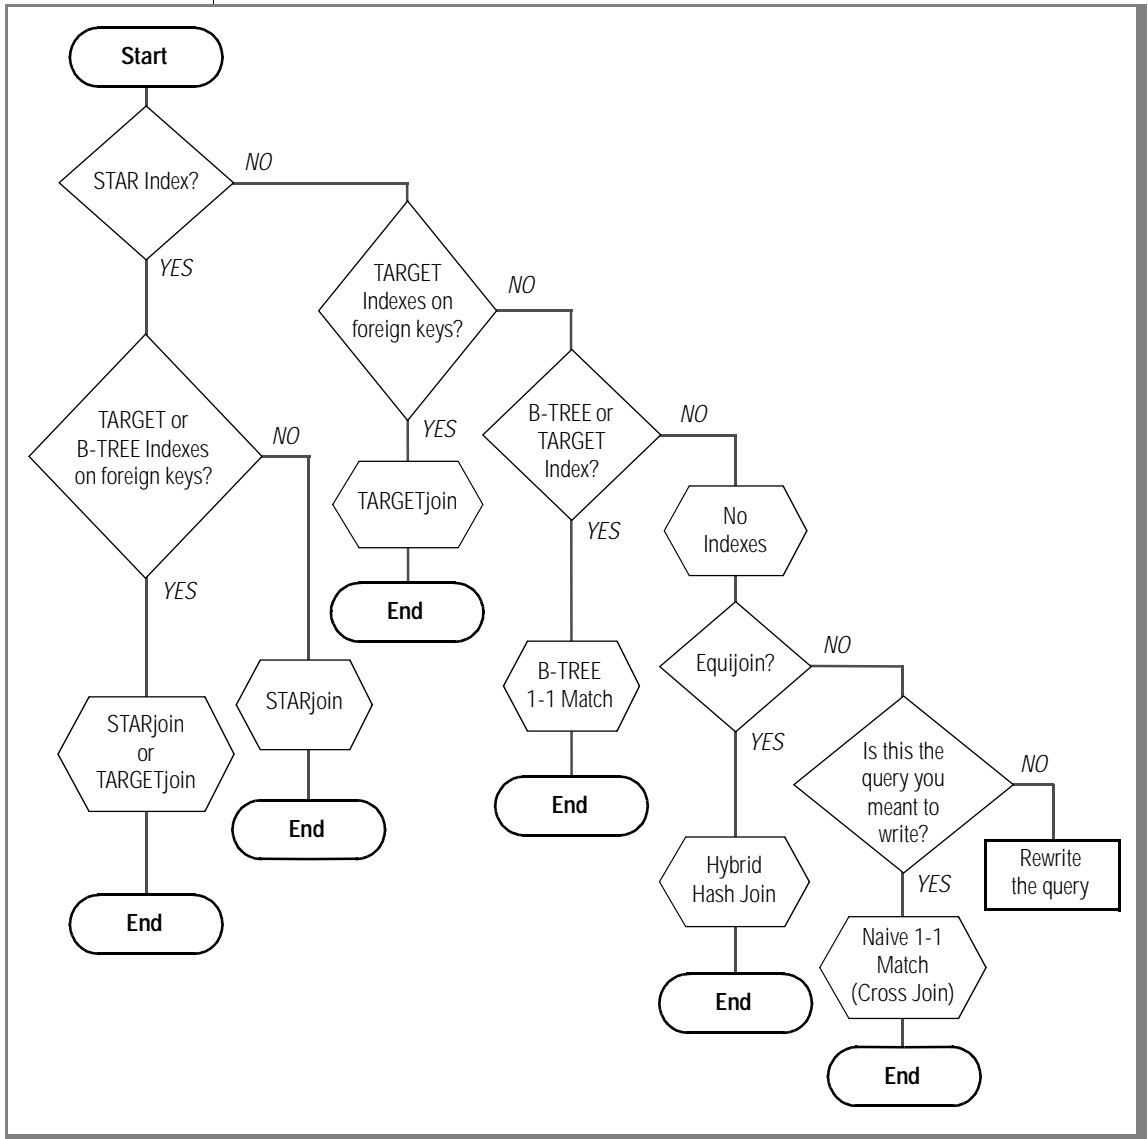 Start
STAR Index?
NO
YES
TARGET
Indexes on
foreign keys?
NO
YES
TARGET or
B-TREE Indexes
on foreign keys?
NO
YES
B-TREE or
TARGET
Index?
NO
YES
TARGETjoin
End
No
Indexes
Equijoin?
NO
YES
B-TREE
1-1 Match
End
STARjoin
End
STARjoin
or
TARGETjoin
End
Is this the
query you
meant to
write?
NO
YES
Rewrite
the query
Hybrid
Hash Join
End
Naive 1-1
Match
(Cross Join)
End